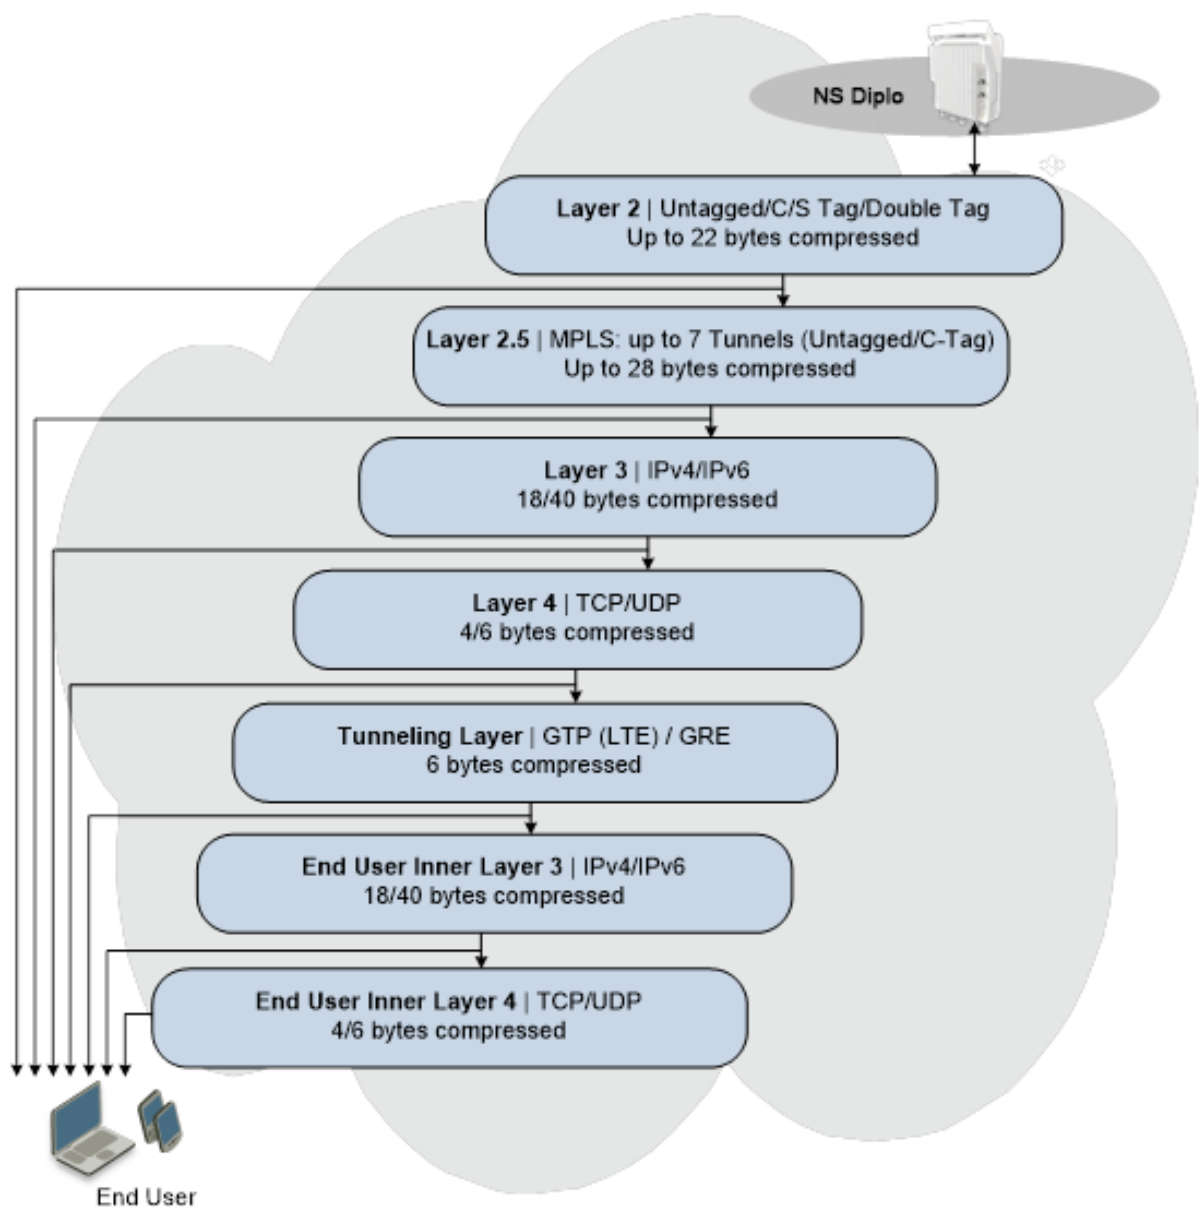 NS Diplo
Layer 2 | Untagged/C/S Tag/Double Tag
Up to 22 bytes compressed
Layer 2.5 | MPLS: up to 7 Tunnels (Untagged/C-Tag)
Up to 28 bytes compressed
Layer 3 | IPv4/IPv6
18/40 bytes compressed
Layer 4 | TCP/UDP
4/6 bytes compressed
Tunneling Layer | GTP (LTE) / GRE
6 bytes compressed
End User Inner Layer 3 | IPv4/IPv6
18/40 bytes compressed
End User Inner Layer 4 | TCP/UDP
4/6 bytes compressed
End User